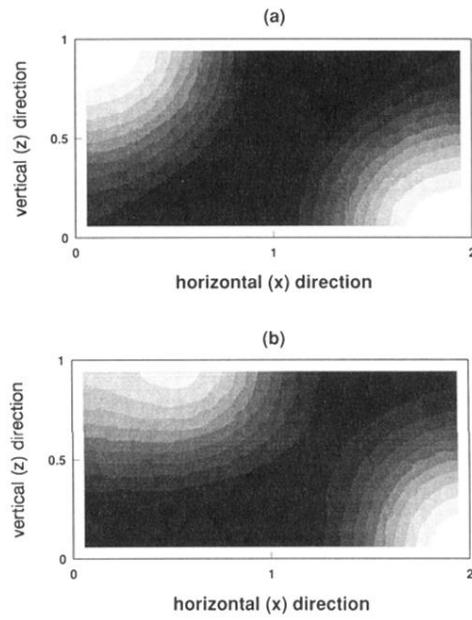 (a)
1
vertical (z) direction
0.5
0
0
1
2
horizontal (x) direction
(b)
1
vertical (z) direction
0.5
0
0
1
2
horizontal (x) direction